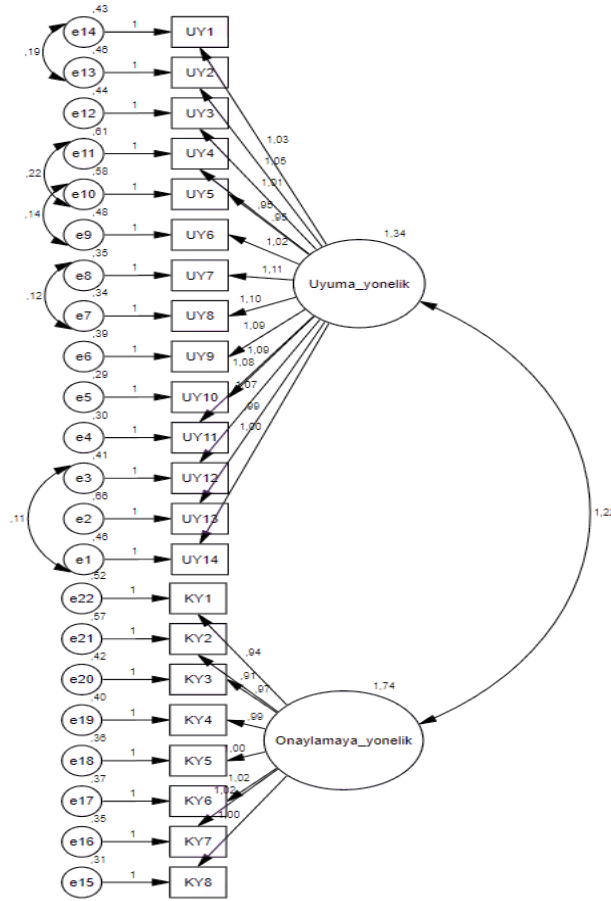 ,43
e14 1 UY1
,19
,46
e13 1 UY2
,44
e12 1 UY3
,61
e11 1 UY4
,22
,58
e10 1 UY5
,14
,48
e9 1 UY6
,35
e8 1 UY7
,12
,34
e7 1 UY8
,39
e6 1 UY9
,29
e5 1 UY10
,30
e4 1 UY11
,41
e3 1 UY12
,11
,66
e2 1 UY13
,46
e1 1 UY14
1,03
1,05
1,01
,95
,95
1,02
1,11
1,10
1,09
1,09
1,08
1,07
,99
1,00
1,34
Uyuma_yonelik
,52
e22 1 KY1
,57
e21 1 KY2
,42
e20 1 KY3
,40
e19 1 KY4
,36
e18 1 KY5
,37
e17 1 KY6
,35
e16 1 KY7
,31
e15 1 KY8
,94
,91
,97
,99
1,00
1,02
1,02
1,00
1,74
Onaylamaya_yonelik